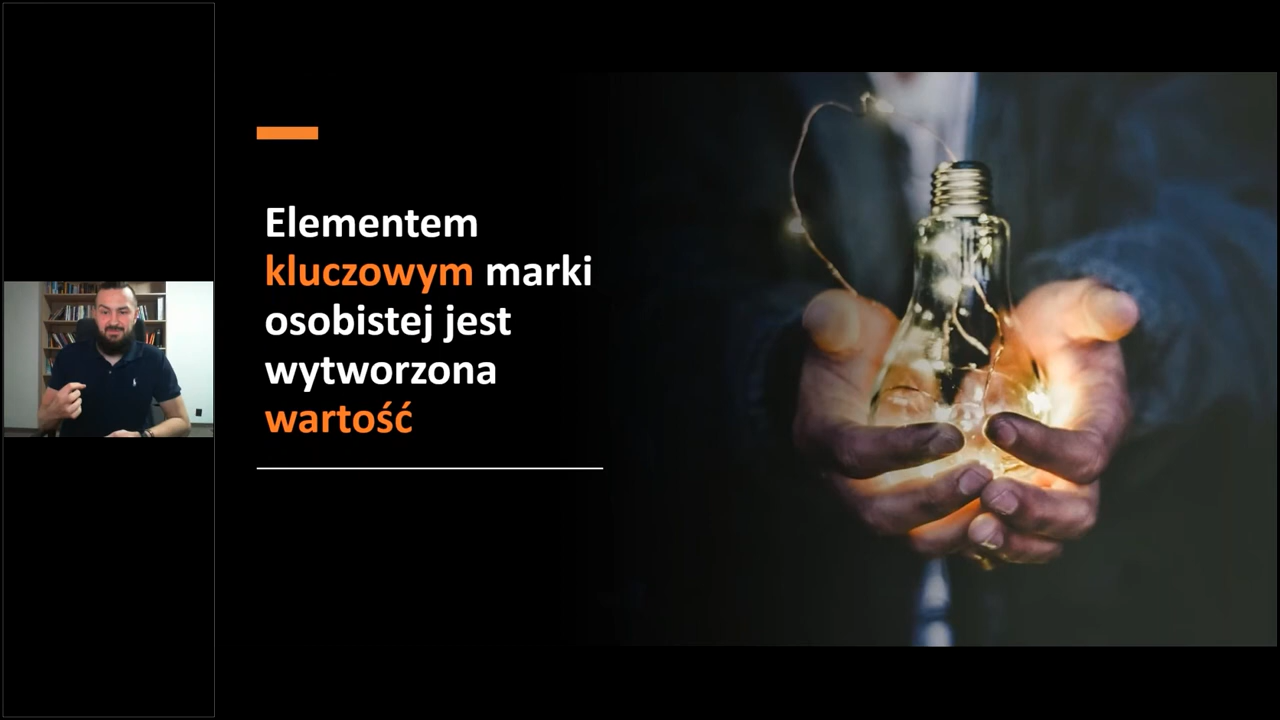 Elementem
kluczowym marki
osobistej jest
wytworzona
wartość